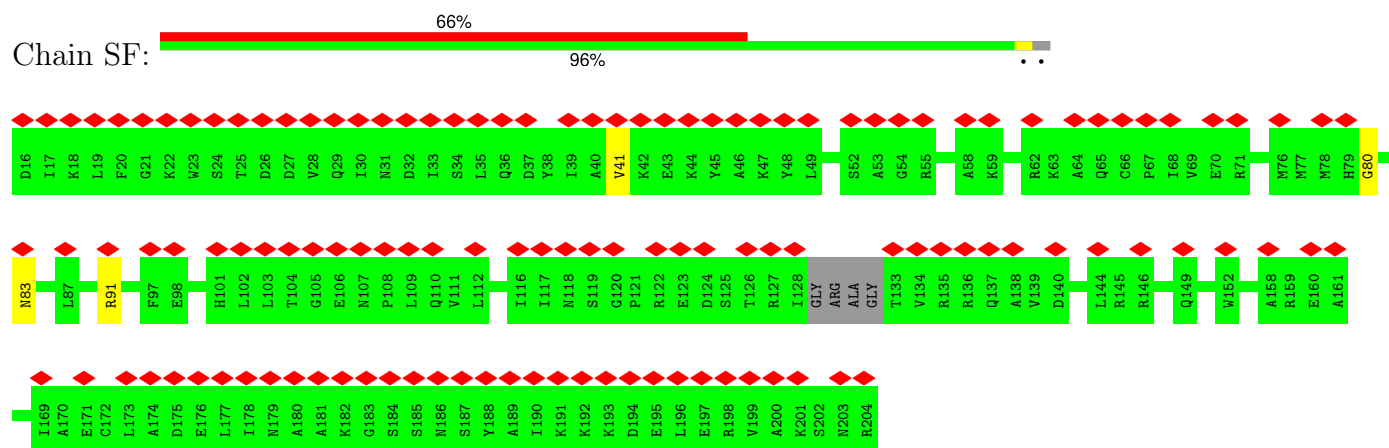 66%
Chain SF:
96%
. .
D16 I17 K18 L19 F20 G21 K22 W23 S24 T25 D26 D27 V28 Q29 I30 N31 D32 I33 S34 L35 Q36 D37 Y38 I39 A40 V41 K42 E43 K44 Y45 A46 K47 Y48 L49 S52 A53 G54 R55 A58 K59 R62 K63 A64 Q65 C66 P67 I68 V69 E70 R71 M76 M77 M78 H79 G80
N83 L87 R91 F97 E98 H101 L102 L103 T104 G105 E106 N107 P108 L109 Q110 V111 L112 I116 I117 N118 S119 G120 P121 R122 E123 D124 S125 T126 R127 I128 GLY ARG ALA GLY T133 V134 R135 R136 Q137 A138 V139 D140 L144 R145 R146 Q149 W152 A158 R159 E160 A161
I169 A170 E171 C172 L173 A174 D175 E176 L177 I178 N179 A180 A181 K182 G183 S184 S185 N186 S187 Y188 A189 I190 K191 K192 K193 D194 E195 L196 E197 R198 V199 A200 K201 S202 N203 R204